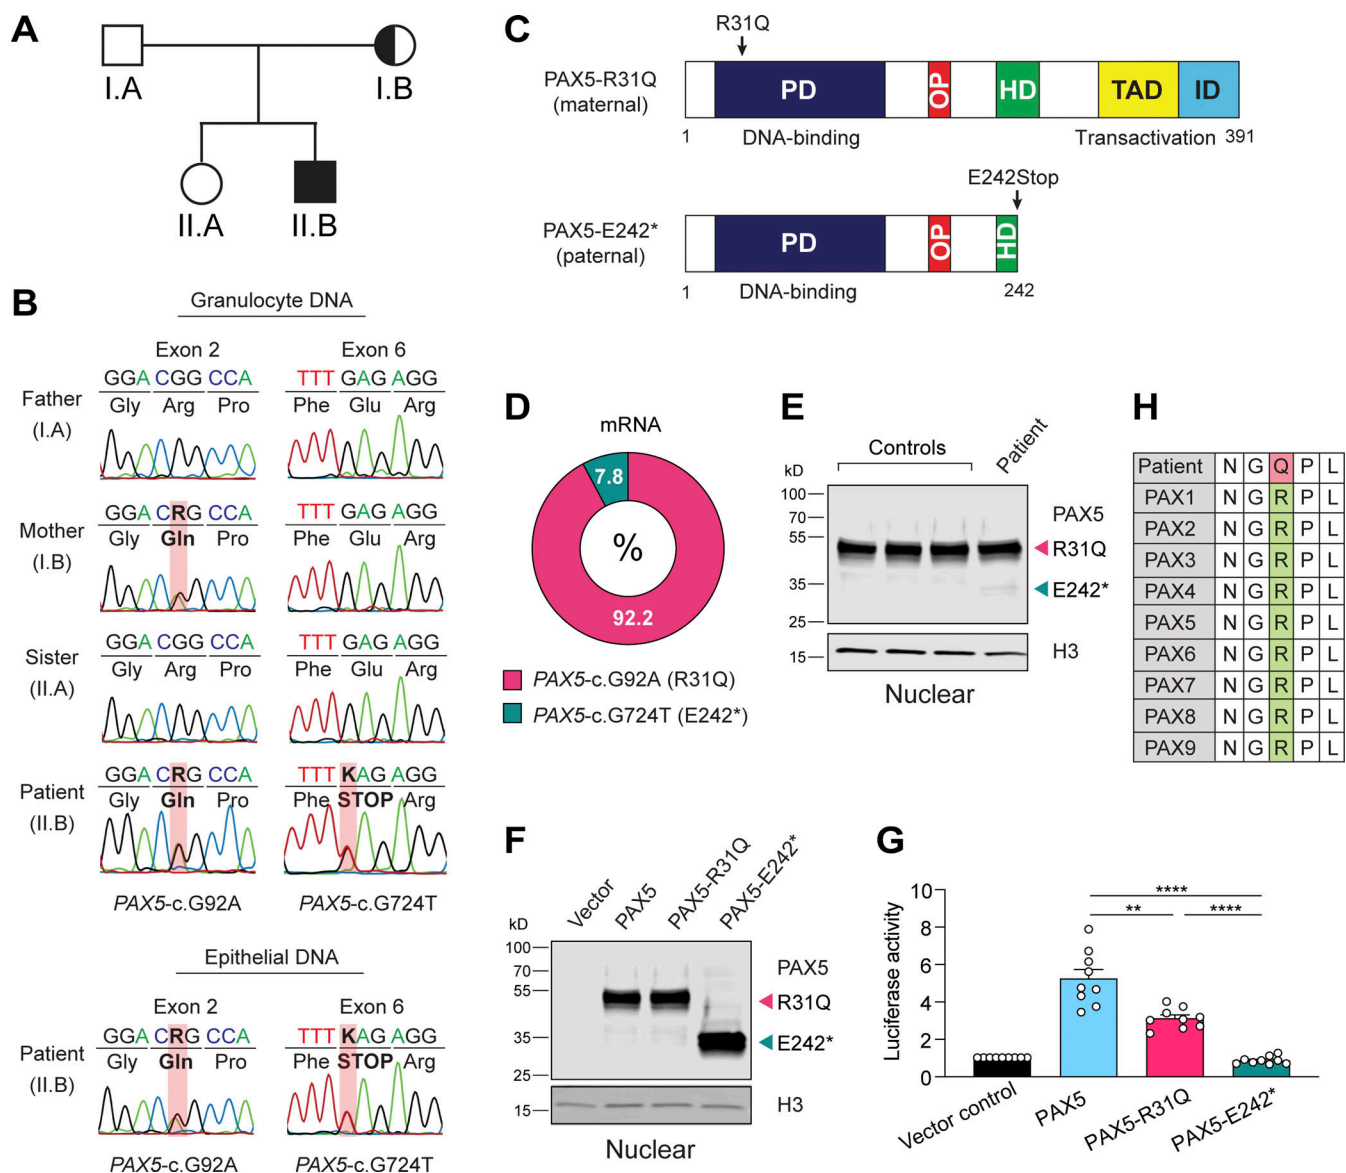 A
I.A
I.B
II.A
II.B
B
Granulocyte DNA
Exon 2
Exon 6
Father
(I.A)
GGA CGG CCA
TTT GAG AGG
Gly Arg Pro
Phe Glu Arg
Mother
(I.B)
GGA CRG CCA
TTT GAG AGG
Gly Gln Pro
Phe Glu Arg
Sister
(II.A)
GGA CGG CCA
TTT GAG AGG
Gly Arg Pro
Phe Glu Arg
Patient
(II.B)
GGA CRG CCA
TTT KAG AGG
Gly Gln Pro
Phe STOP Arg
PAX5-c.G92A
PAX5-c.G724T
Epithelial DNA
Exon 2
Exon 6
Patient
(II.B)
GGA CRG CCA
TTT KAG AGG
Gly Gln Pro
Phe STOP Arg
PAX5-c.G92A
PAX5-c.G724T
C
R31Q
PAX5-R31Q
(maternal)
PD
OP
HD
TAD
ID
1
DNA-binding
Transactivation
391
E242Stop
PAX5-E242*
(paternal)
PD
OP
HD
1
DNA-binding
242
D
mRNA
7.8
%
92.2
PAX5-c.G92A (R31Q)
PAX5-c.G724T (E242*)
E
Controls
Patient
kD
100
70
55
35
25
15
PAX5
R31Q
E242*
H3
Nuclear
F
Vector
PAX5
PAX5-R31Q
PAX5-E242*
kD
100
70
55
35
25
15
PAX5
R31Q
E242*
H3
Nuclear
G
Luciferase activity
10
8
6
4
2
0
****
** ****
Vector control
PAX5
PAX5-R31Q
PAX5-E242*
H
Patient N G Q P L
PAX1 N G R P L
PAX2 N G R P L
PAX3 N G R P L
PAX4 N G R P L
PAX5 N G R P L
PAX6 N G R P L
PAX7 N G R P L
PAX8 N G R P L
PAX9 N G R P L